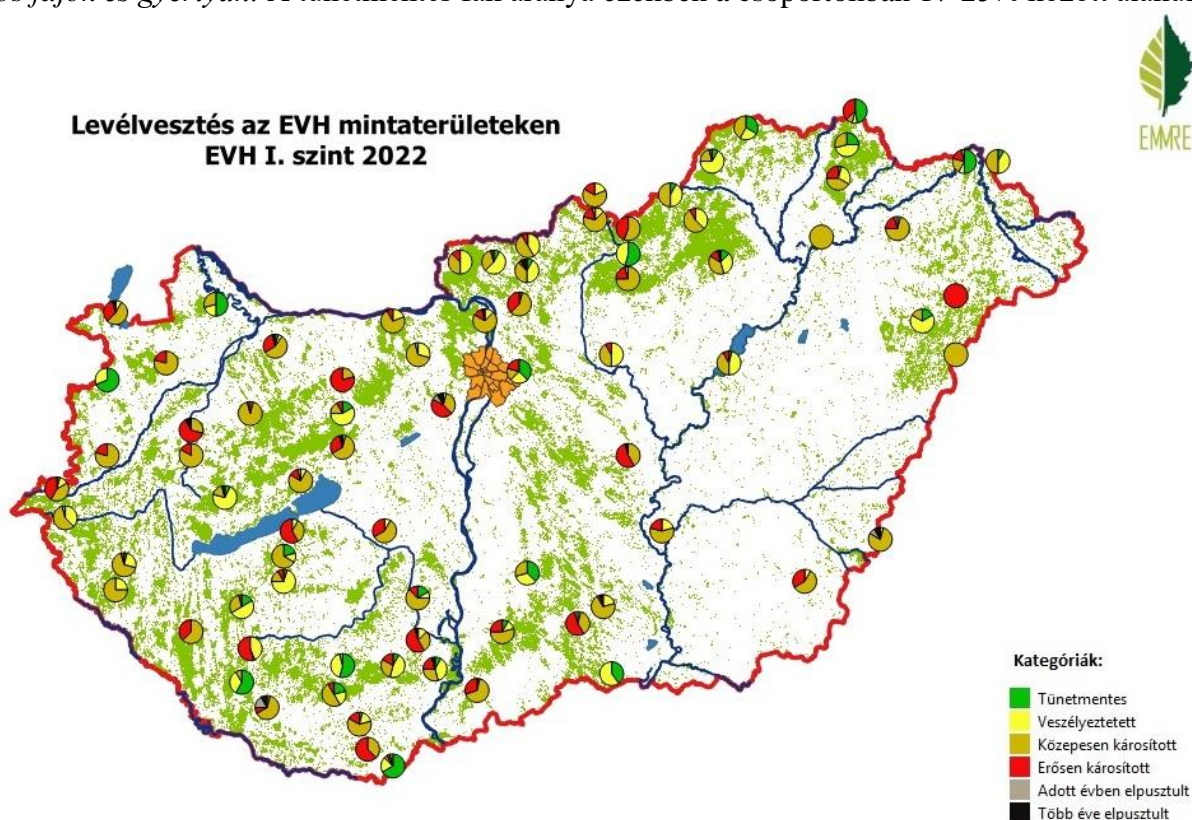 Levélvesztés az EVH mintaterületeken
EVH I. szint 2022
EMMRE
Kategóriák:
Tünetmentes
Veszélyeztetett
Közepesen károsított
Erősen károsított
Adott évben elpusztult
Több éve elpusztult